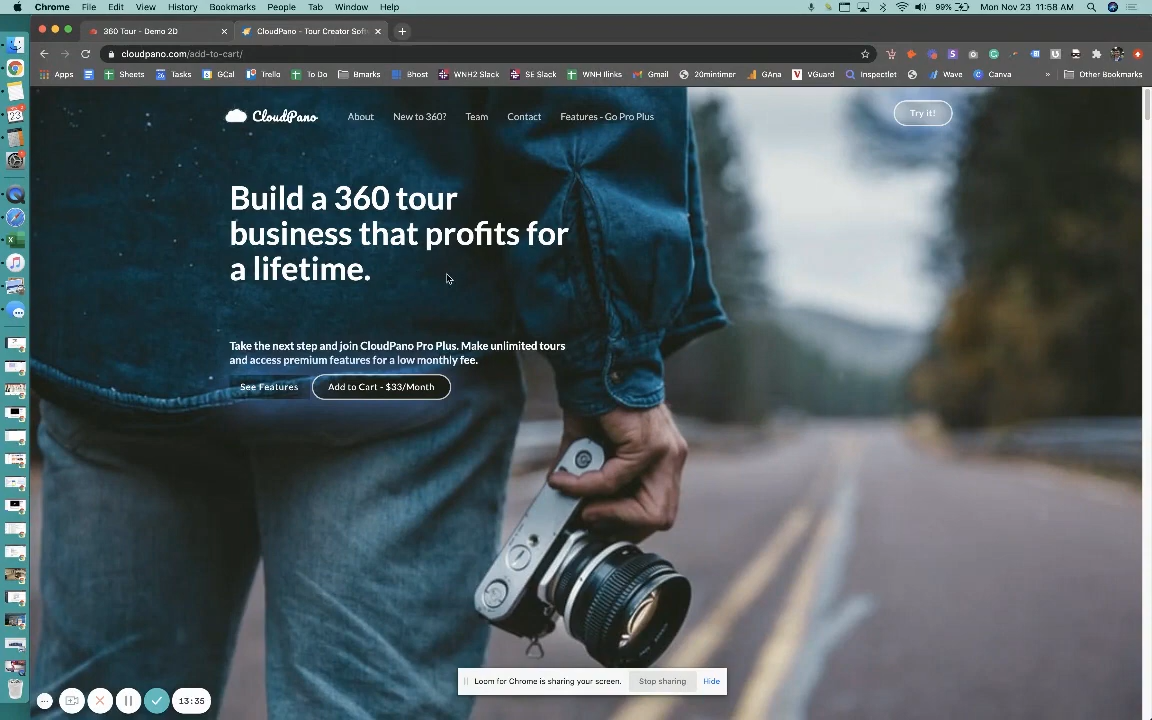 Chrome File Edit View History Bookmarks People Tab Window Help
99% Mon Nov 23 11:58 AM
360 Tour - Demo 2D
CloudPano - Tour Creator Soft
cloudpano.com/add-to-cart/
Apps Sheets Tasks GCal Trello To Do Bmarks Bhost WNH2 Slack SE Slack WNH llinks Gmail 20mintimer GAna VGuard Inspectlet Wave Canva » Other Bookmarks
CloudPano About New to 360? Team Contact Features - Go Pro Plus Try it!
Build a 360 tour
business that profits for
a lifetime.
Take the next step and join CloudPano Pro Plus. Make unlimited tours
and access premium features for a low monthly fee.
See Features Add to Cart - $33/Month
Loom for Chrome is sharing your screen. Stop sharing Hide
13:35